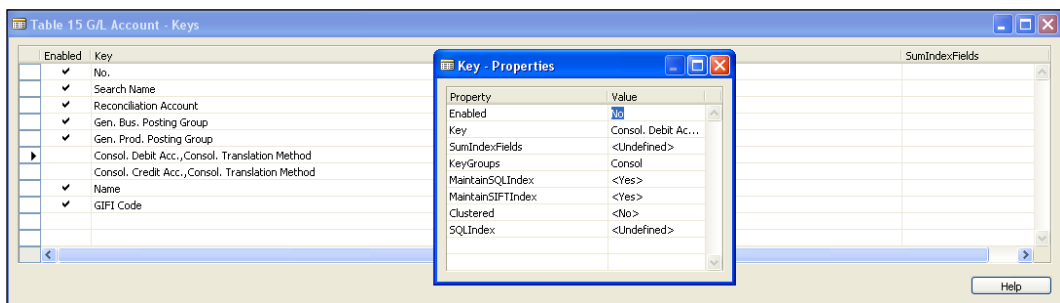 Table 15 G/L Account - Keys
Enabled Key SumIndexFields
No.
Search Name
Reconciliation Account
Gen. Bus. Posting Group
Gen. Prod. Posting Group
Consol. Debit Acc.,Consol. Translation Method
Consol. Credit Acc.,Consol. Translation Method
Name
GIFI Code
Key - Properties
Property Value
Enabled No
Key Consol. Debit Ac...
SumIndexFields <Undefined>
KeyGroups Consol
MaintainSQLIndex <Yes>
MaintainSIFTIndex <Yes>
Clustered <No>
SQLIndex <Undefined>
Help